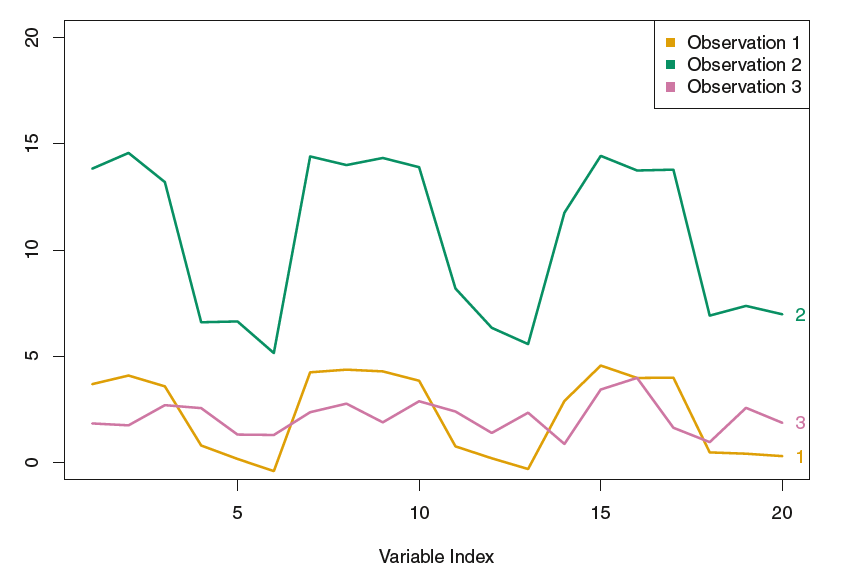 20
15
10
5
0
Observation 1
Observation 2
Observation 3
2
3
1
5 10 15 20
Variable Index